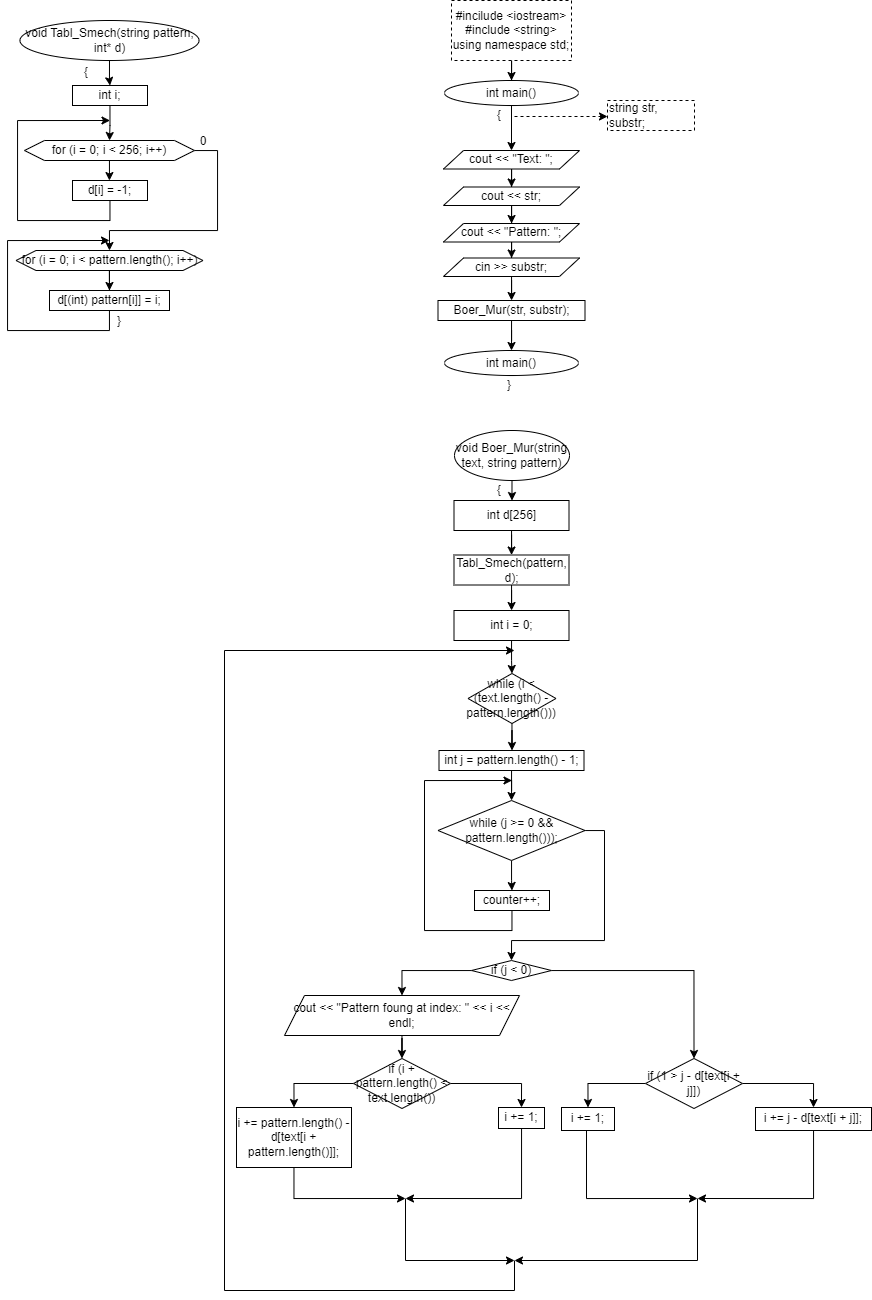 void Tabl_Smech(string pattern,
int* d)
{
int i;
for (i = 0; i < 256; i++)
0
d[i] = -1;
for (i = 0; i < pattern.length(); i++)
d[(int) pattern[i]] = i;
}
#include <iostream>
#include <string>
using namespace std;
int main()
{
string str,
substr;
cout << "Text: ";
cout << str;
cout << "Pattern: ";
cin >> substr;
Boer_Mur(str, substr);
int main()
}
void Boer_Mur(string
text, string pattern)
{
int d[256]
Tabl_Smech(pattern,
d);
int i = 0;
while (i <
(text.length() -
pattern.length()))
int j = pattern.length() - 1;
while (j >= 0 &&
pattern.length()));
counter++;
if (j < 0)
cout << "Pattern foung at index: " << i <<
endl;
if (i +
pattern.length() <
text.length())
if (1 > j - d[text[i +
j]])
i += pattern.length() -
d[text[i +
pattern.length()]];
i += 1;
i += 1;
i += j - d[text[i + j]];